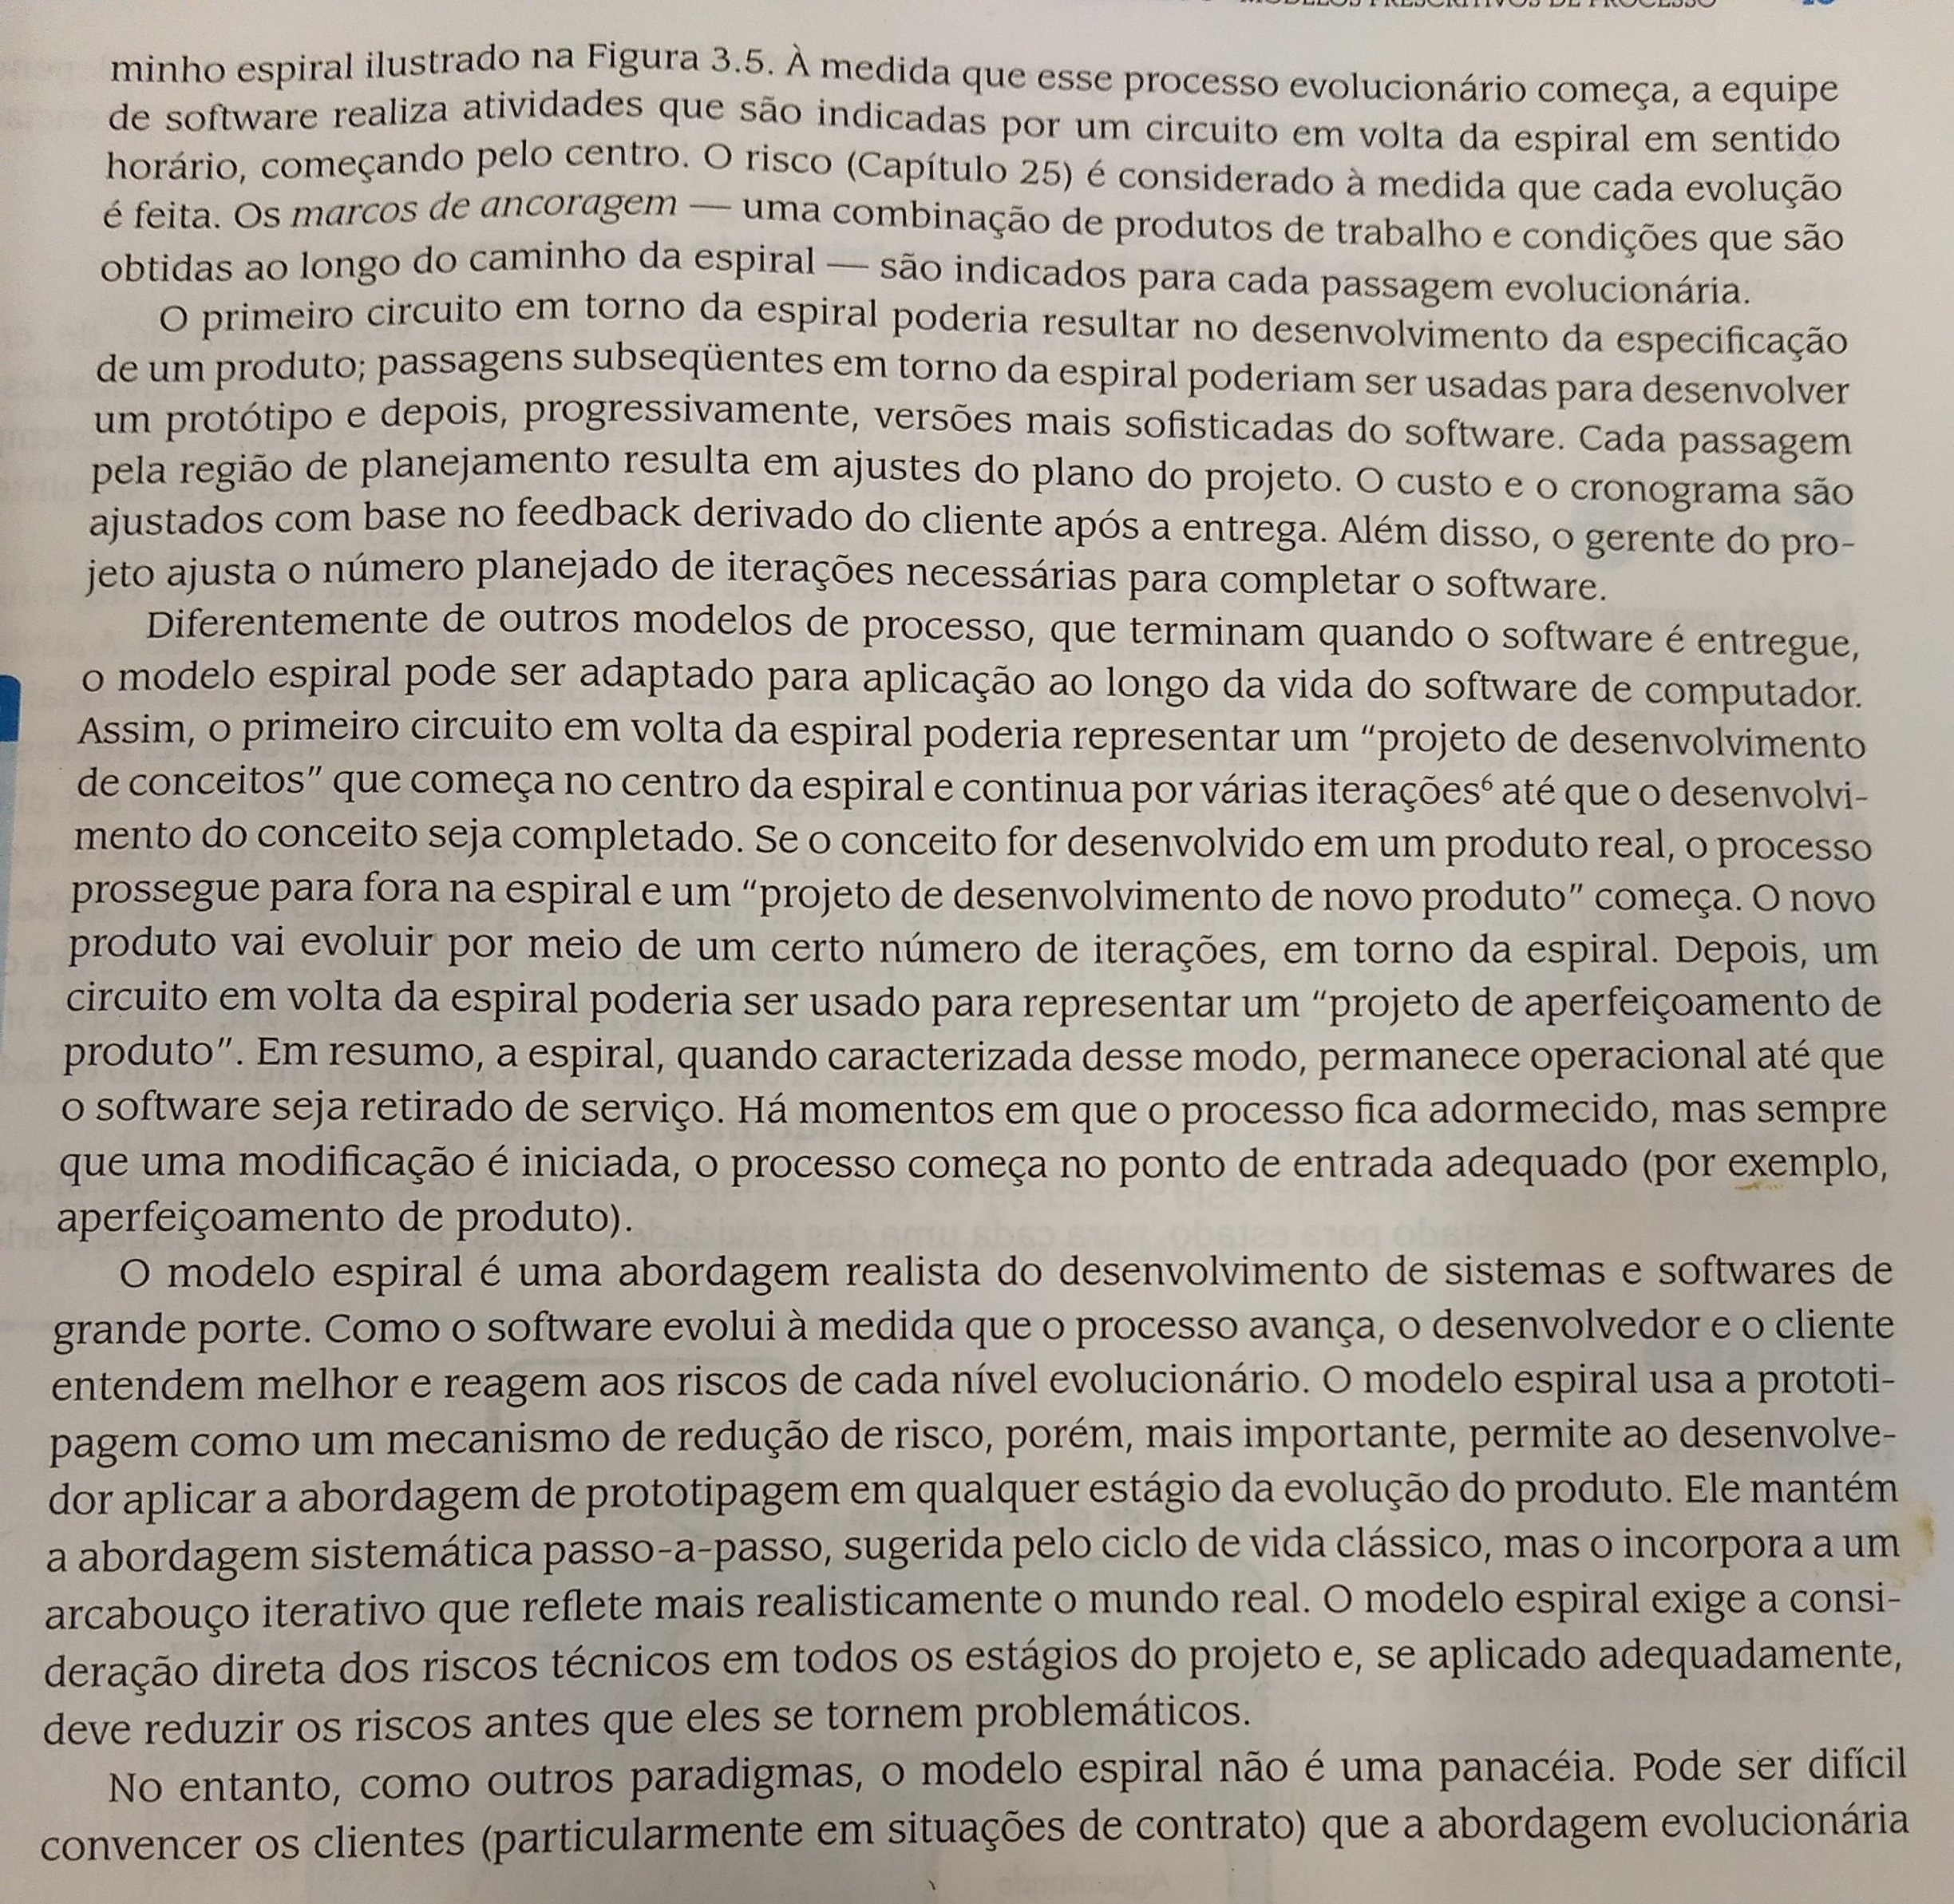 MODELOS PRESCRITIVOS DE PROCESSO
minho espiral ilustrado na Figura 3.5. À medida que esse processo evolucionário começa, a equipe
de software realiza atividades que são indicadas por um circuito em volta da espiral em sentido
horário, começando pelo centro. O risco (Capítulo 25) é considerado à medida que cada evolução
é feita. Os marcos de ancoragem — uma combinação de produtos de trabalho e condições que são
obtidas ao longo do caminho da espiral — são indicados para cada passagem evolucionária.
O primeiro circuito em torno da espiral poderia resultar no desenvolvimento da especificação
de um produto; passagens subseqüentes em torno da espiral poderiam ser usadas para desenvolver
um protótipo e depois, progressivamente, versões mais sofisticadas do software. Cada passagem
pela região de planejamento resulta em ajustes do plano do projeto. O custo e o cronograma são
ajustados com base no feedback derivado do cliente após a entrega. Além disso, o gerente do pro-
jeto ajusta o número planejado de iterações necessárias para completar o software.
Diferentemente de outros modelos de processo, que terminam quando o software é entregue,
o modelo espiral pode ser adaptado para aplicação ao longo da vida do software de computador.
Assim, o primeiro circuito em volta da espiral poderia representar um “projeto de desenvolvimento
de conceitos” que começa no centro da espiral e continua por várias iterações⁶ até que o desenvolvi-
mento do conceito seja completado. Se o conceito for desenvolvido em um produto real, o processo
prossegue para fora na espiral e um “projeto de desenvolvimento de novo produto” começa. O novo
produto vai evoluir por meio de um certo número de iterações, em torno da espiral. Depois, um
circuito em volta da espiral poderia ser usado para representar um “projeto de aperfeiçoamento de
produto”. Em resumo, a espiral, quando caracterizada desse modo, permanece operacional até que
o software seja retirado de serviço. Há momentos em que o processo fica adormecido, mas sempre
que uma modificação é iniciada, o processo começa no ponto de entrada adequado (por exemplo,
aperfeiçoamento de produto).
O modelo espiral é uma abordagem realista do desenvolvimento de sistemas e softwares de
grande porte. Como o software evolui à medida que o processo avança, o desenvolvedor e o cliente
entendem melhor e reagem aos riscos de cada nível evolucionário. O modelo espiral usa a prototi-
pagem como um mecanismo de redução de risco, porém, mais importante, permite ao desenvolve-
dor aplicar a abordagem de prototipagem em qualquer estágio da evolução do produto. Ele mantém
a abordagem sistemática passo-a-passo, sugerida pelo ciclo de vida clássico, mas o incorpora a um
arcabouço iterativo que reflete mais realisticamente o mundo real. O modelo espiral exige a consi-
deração direta dos riscos técnicos em todos os estágios do projeto e, se aplicado adequadamente,
deve reduzir os riscos antes que eles se tornem problemáticos.
No entanto, como outros paradigmas, o modelo espiral não é uma panacéia. Pode ser difícil
convencer os clientes (particularmente em situações de contrato) que a abordagem evolucionária